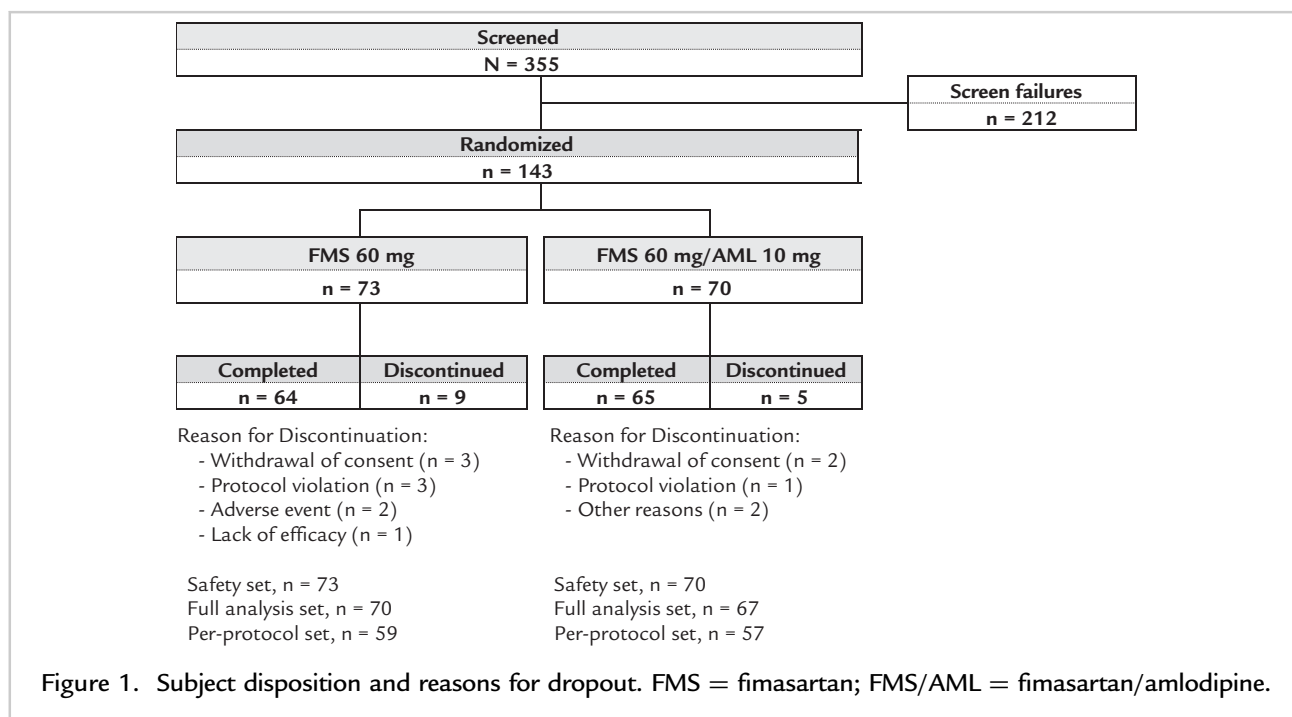 Screened
N = 355
Screen failures
n = 212
Randomized
n = 143
FMS 60 mg
n = 73
FMS 60 mg/AML 10 mg
n = 70
Completed
n = 64
Discontinued
n = 9
Completed
n = 65
Discontinued
n = 5
Reason for Discontinuation:
- Withdrawal of consent (n = 3)
- Protocol violation (n = 3)
- Adverse event (n = 2)
- Lack of efficacy (n = 1)
Safety set, n = 73
Full analysis set, n = 70
Per-protocol set, n = 59
Reason for Discontinuation:
- Withdrawal of consent (n = 2)
- Protocol violation (n = 1)
- Other reasons (n = 2)
Safety set, n = 70
Full analysis set, n = 67
Per-protocol set, n = 57
Figure 1. Subject disposition and reasons for dropout. FMS = fimasartan; FMS/AML = fimasartan/amlodipine.